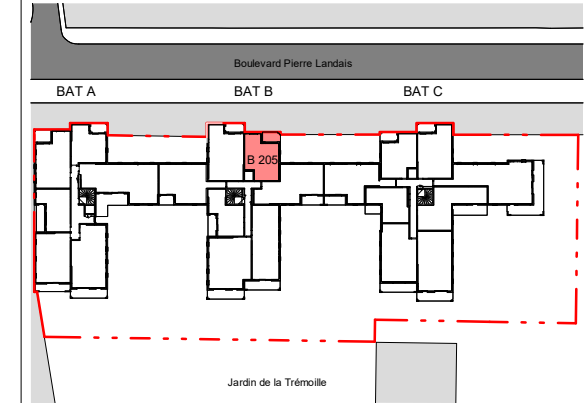 Boulevard Pierre Landais
BAT A
BAT B
BAT C
B 205
Jardin de la Trémoille